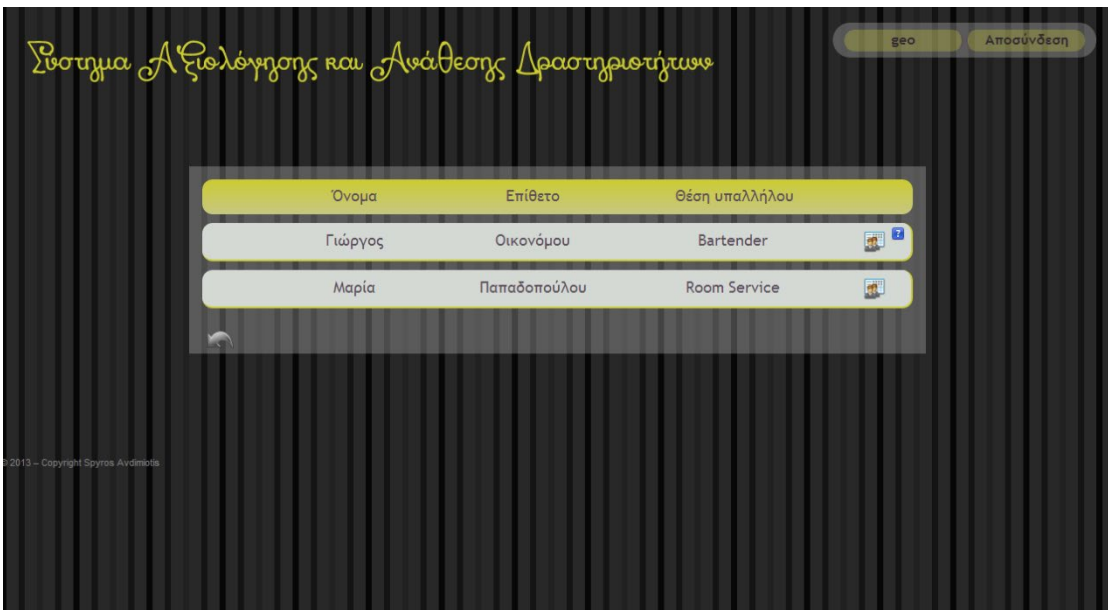 Σύστημα Αξιολόγησης και Ανάθεσης Δραστηριοτήτων
geo Αποσύνδεση
Όνομα Επίθετο Θέση υπαλλήλου
Γιώργος Οικονόμου Bartender ?
Μαρία Παπαδοπούλου Room Service
© 2013 – Copyright Spyros Avdimiotis